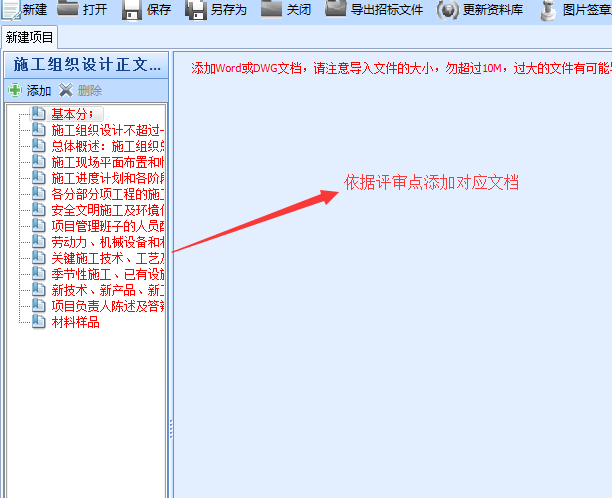 新建 打开 保存 另存为 关闭 导出招标文件 更新资料库 图片签章
新建项目
施工组织设计正文...
添加Word或DWG文档，请注意导入文件的大小，勿超过10M，过大的文件有可能
添加 删除
基本分；
施工组织设计不超过
总体概述：施工组织
施工现场平面布置和
施工进度计划和各阶段
各分部分项工程的施工
安全文明施工及环境
项目管理班子的人员
劳动力、机械设备和
关键施工技术、工艺及
季节性施工、已有设施
新技术、新产品、新工
项目负责人陈述及答辩
材料样品
依据评审点添加对应文档